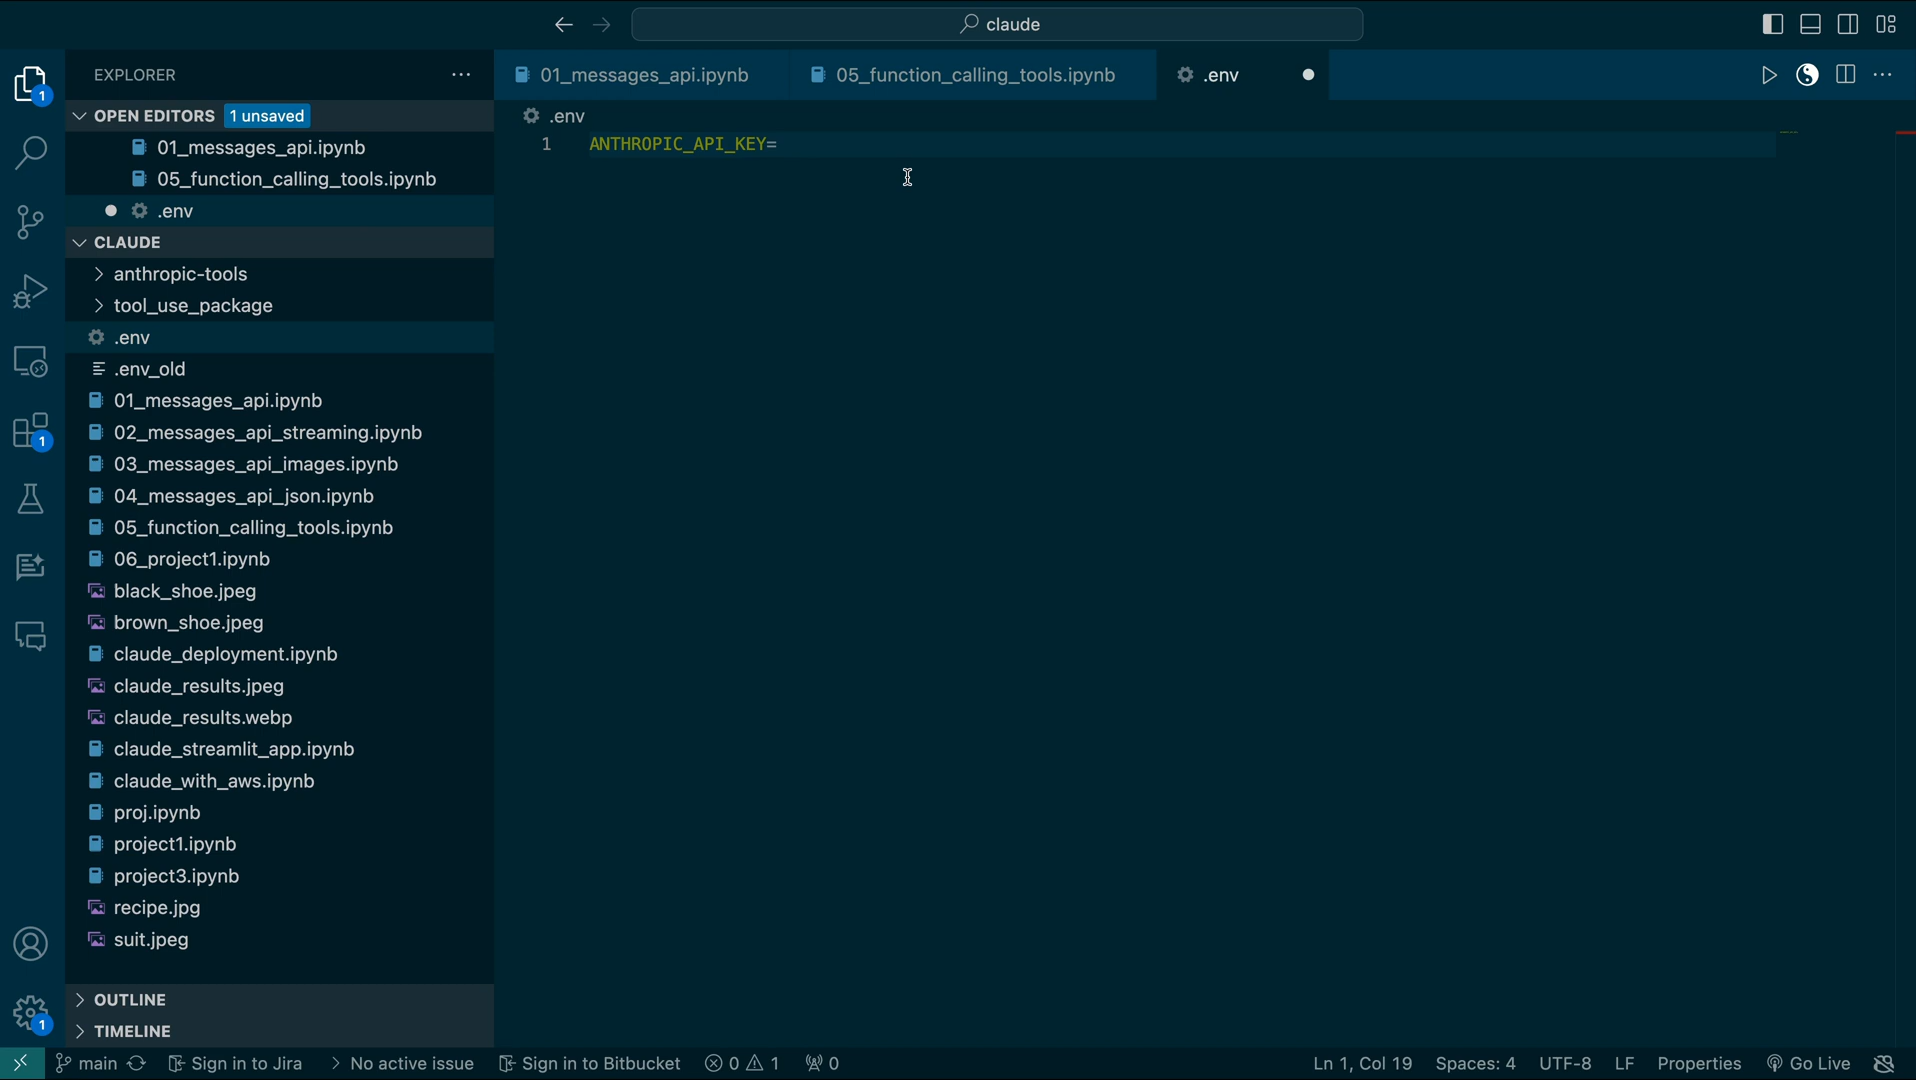 claude
EXPLORER
OPEN EDITORS 1 unsaved
01_messages_api.ipynb
05_function_calling_tools.ipynb
.env
CLAUDE
anthropic-tools
tool_use_package
.env
.env_old
01_messages_api.ipynb
02_messages_api_streaming.ipynb
03_messages_api_images.ipynb
04_messages_api_json.ipynb
05_function_calling_tools.ipynb
06_project1.ipynb
black_shoe.jpeg
brown_shoe.jpeg
claude_deployment.ipynb
claude_results.jpeg
claude_results.webp
claude_streamlit_app.ipynb
claude_with_aws.ipynb
proj.ipynb
project1.ipynb
project3.ipynb
recipe.jpg
suit.jpeg
OUTLINE
TIMELINE
1
1
1
01_messages_api.ipynb 05_function_calling_tools.ipynb .env
.env
1 ANTHROPIC_API_KEY=
main Sign in to Jira No active issue Sign in to Bitbucket 0 1 0 Ln 1, Col 19 Spaces: 4 UTF-8 LF Properties Go Live